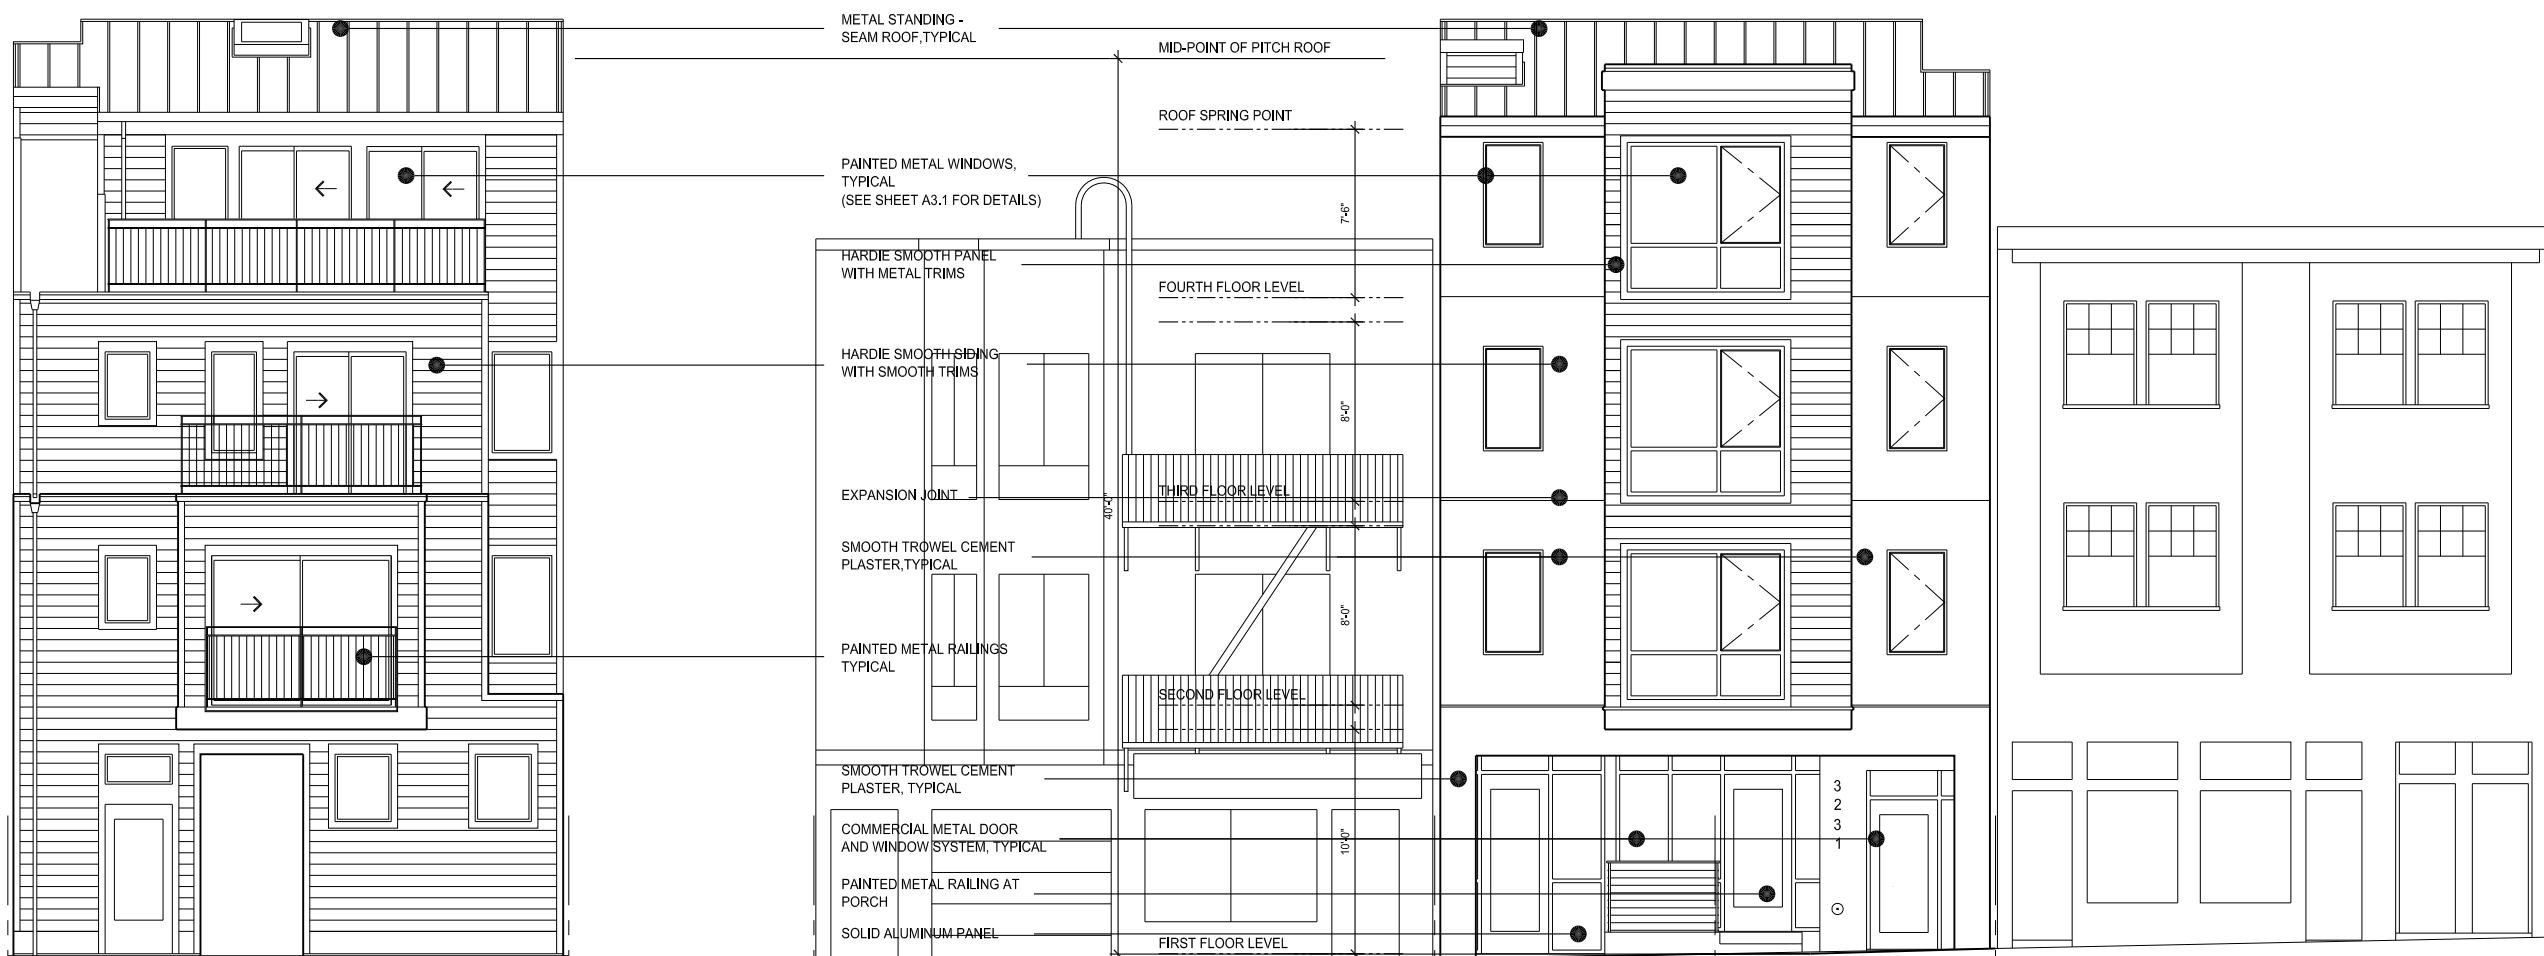 METAL STANDING -
SEAM ROOF,TYPICAL
MID-POINT OF PITCH ROOF
ROOF SPRING POINT
PAINTED METAL WINDOWS,
TYPICAL
(SEE SHEET A3.1 FOR DETAILS)
7'-6"
HARDIE SMOOTH PANEL
WITH METAL TRIMS
FOURTH FLOOR LEVEL
HARDIE SMOOTH SIDING
WITH SMOOTH TRIMS
8'-0"
EXPANSION JOINT
THIRD FLOOR LEVEL
40'-0"
SMOOTH TROWEL CEMENT
PLASTER,TYPICAL
8'-0"
PAINTED METAL RAILINGS
TYPICAL
SECOND FLOOR LEVEL
SMOOTH TROWEL CEMENT
PLASTER, TYPICAL
3
2
3
1
COMMERCIAL METAL DOOR
AND WINDOW SYSTEM, TYPICAL
10'-0"
PAINTED METAL RAILING AT
PORCH
SOLID ALUMINUM PANEL
FIRST FLOOR LEVEL